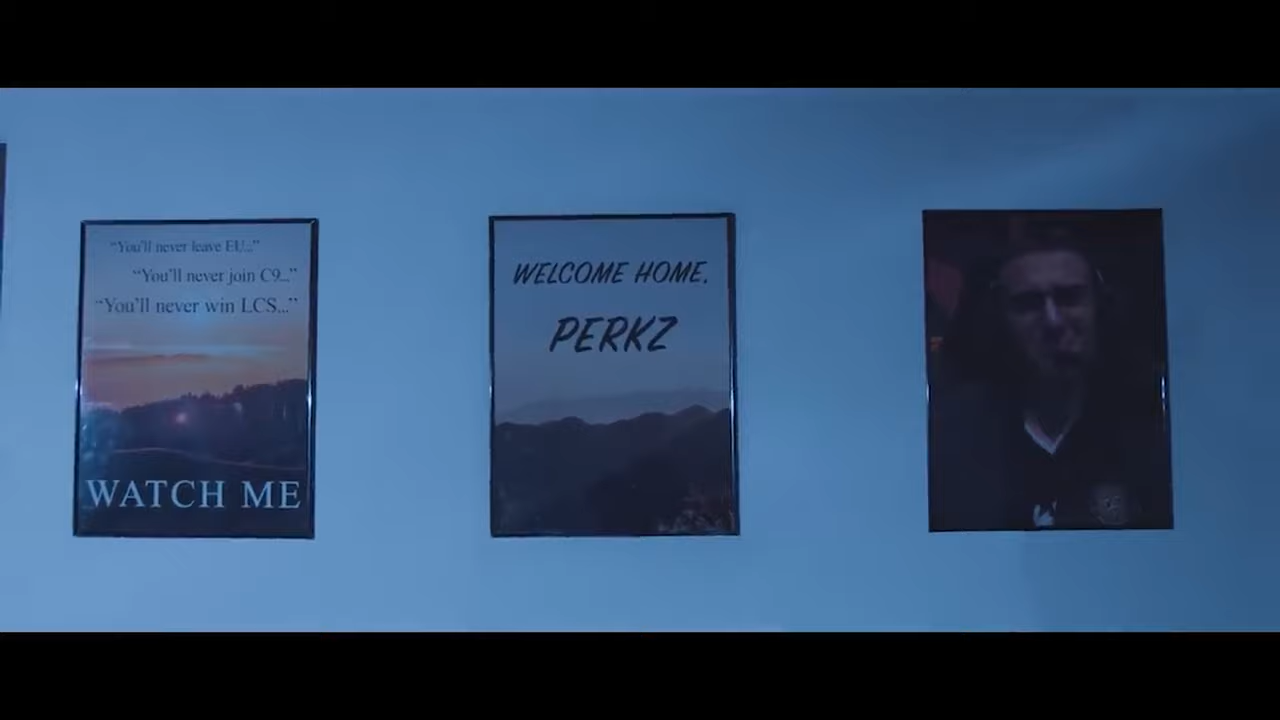 “You’ll never leave EU...”
“You’ll never join C9...”
“You’ll never win LCS...”
WATCH ME
WELCOME HOME,
PERKZ